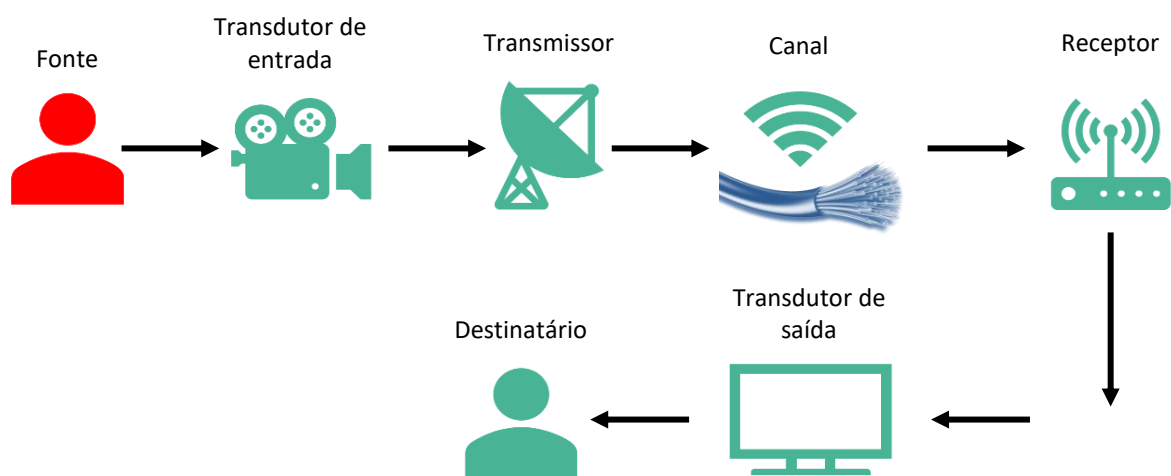 Fonte
Transdutor de
entrada
Transmissor
Canal
Receptor
Destinatário
Transdutor de
saída